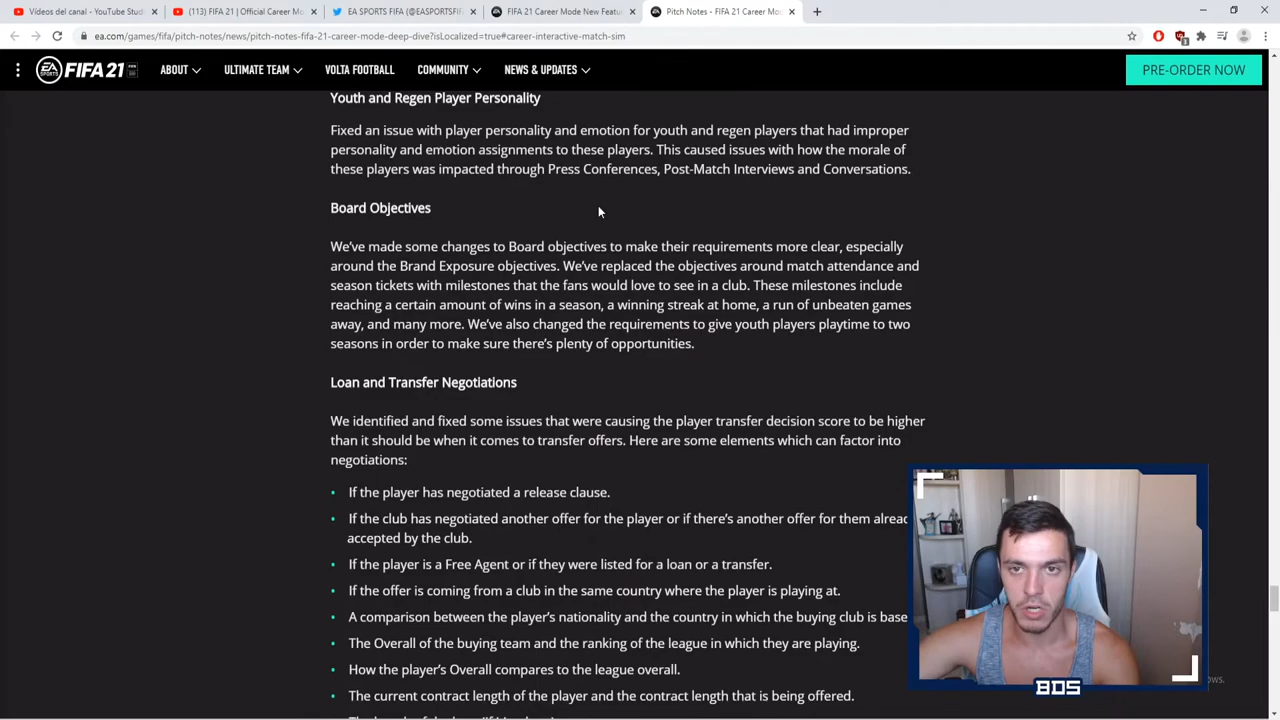 Vídeos del canal - YouTube Stud
(113) FIFA 21 | Official Career Mo
EA SPORTS FIFA (@EASPORTSFIF
FIFA 21 Career Mode New Featu
Pitch Notes - FIFA 21 Career Mo
ea.com/games/fifa/pitch-notes/news/pitch-notes-fifa-21-career-mode-deep-dive?isLocalized=true#career-interactive-match-sim
EA SPORTS FIFA 21
ABOUT
ULTIMATE TEAM
VOLTA FOOTBALL
COMMUNITY
NEWS & UPDATES
PRE-ORDER NOW
Youth and Regen Player Personality
Fixed an issue with player personality and emotion for youth and regen players that had improper
personality and emotion assignments to these players. This caused issues with how the morale of
these players was impacted through Press Conferences, Post-Match Interviews and Conversations.
Board Objectives
We've made some changes to Board objectives to make their requirements more clear, especially
around the Brand Exposure objectives. We've replaced the objectives around match attendance and
season tickets with milestones that the fans would love to see in a club. These milestones include
reaching a certain amount of wins in a season, a winning streak at home, a run of unbeaten games
away, and many more. We've also changed the requirements to give youth players playtime to two
seasons in order to make sure there's plenty of opportunities.
Loan and Transfer Negotiations
We identified and fixed some issues that were causing the player transfer decision score to be higher
than it should be when it comes to transfer offers. Here are some elements which can factor into
negotiations:
• If the player has negotiated a release clause.
• If the club has negotiated another offer for the player or if there's another offer for them alread
accepted by the club.
• If the player is a Free Agent or if they were listed for a loan or a transfer.
• If the offer is coming from a club in the same country where the player is playing at.
• A comparison between the player's nationality and the country in which the buying club is base
• The Overall of the buying team and the ranking of the league in which they are playing.
• How the player's Overall compares to the league overall.
• The current contract length of the player and the contract length that is being offered.
BOS
ows.